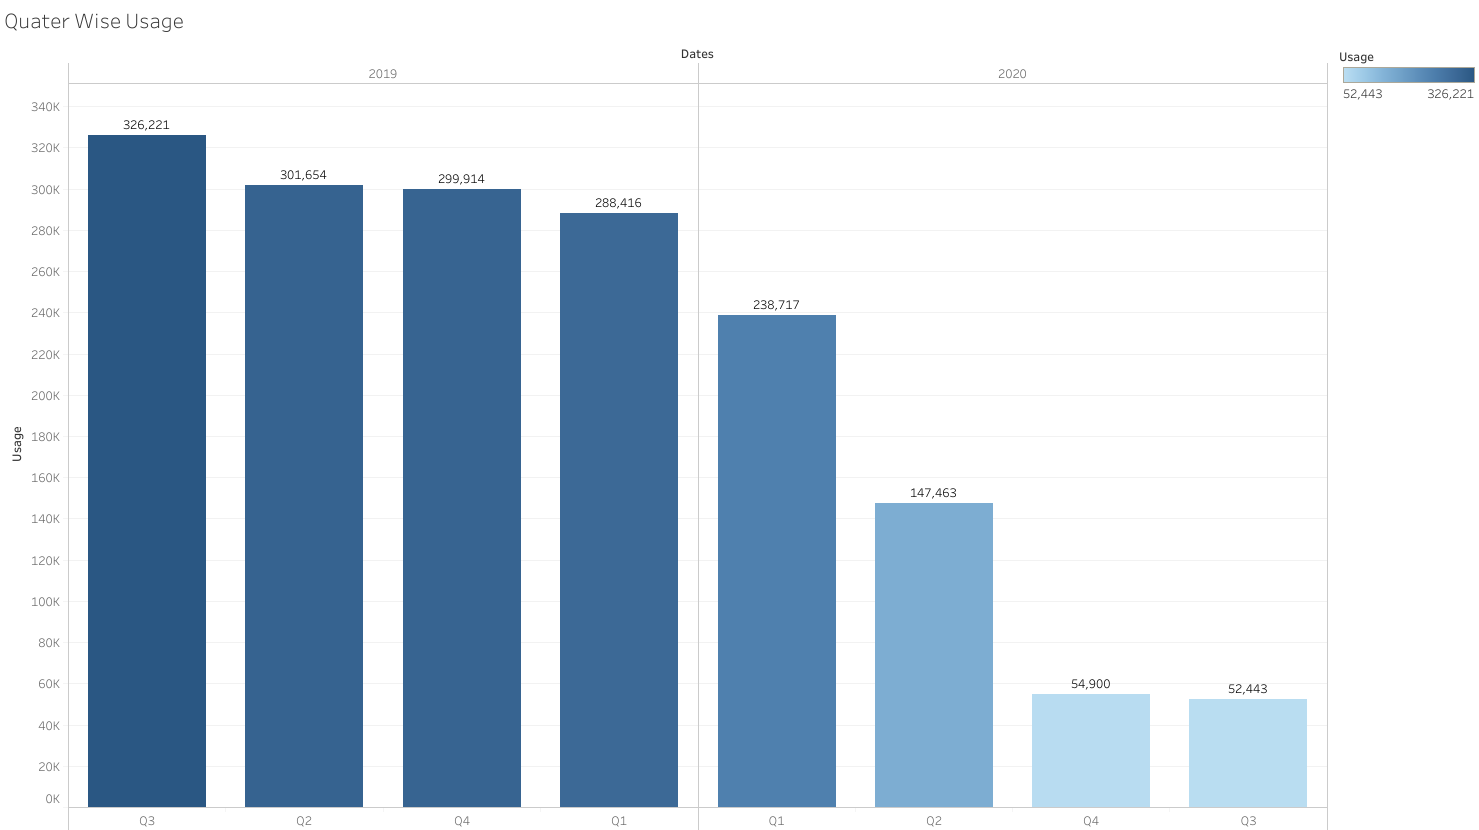 Quater Wise Usage
Dates
2019 2020
Usage
52,443 326,221
340K
320K
300K
280K
260K
240K
220K
200K
180K
160K
140K
120K
100K
80K
60K
40K
20K
0K
Usage
326,221
301,654
299,914
288,416
238,717
147,463
54,900
52,443
Q3 Q2 Q4 Q1 Q1 Q2 Q4 Q3